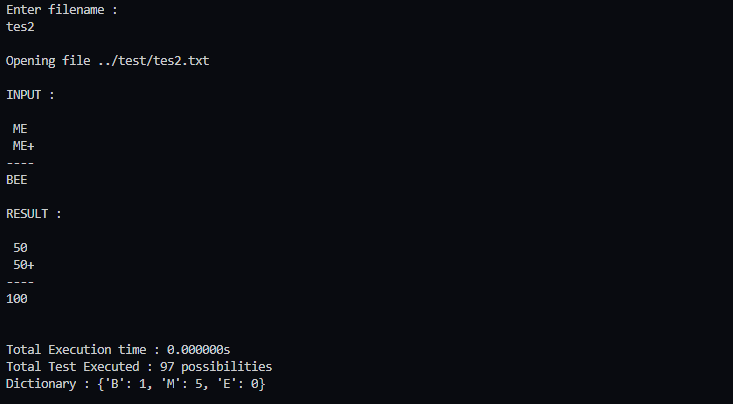 Enter filename :
tes2
Opening file ../test/tes2.txt
INPUT :
ME
ME+
----
BEE
RESULT :
50
50+
----
100
Total Execution time : 0.000000s
Total Test Executed : 97 possibilities
Dictionary : {'B': 1, 'M': 5, 'E': 0}